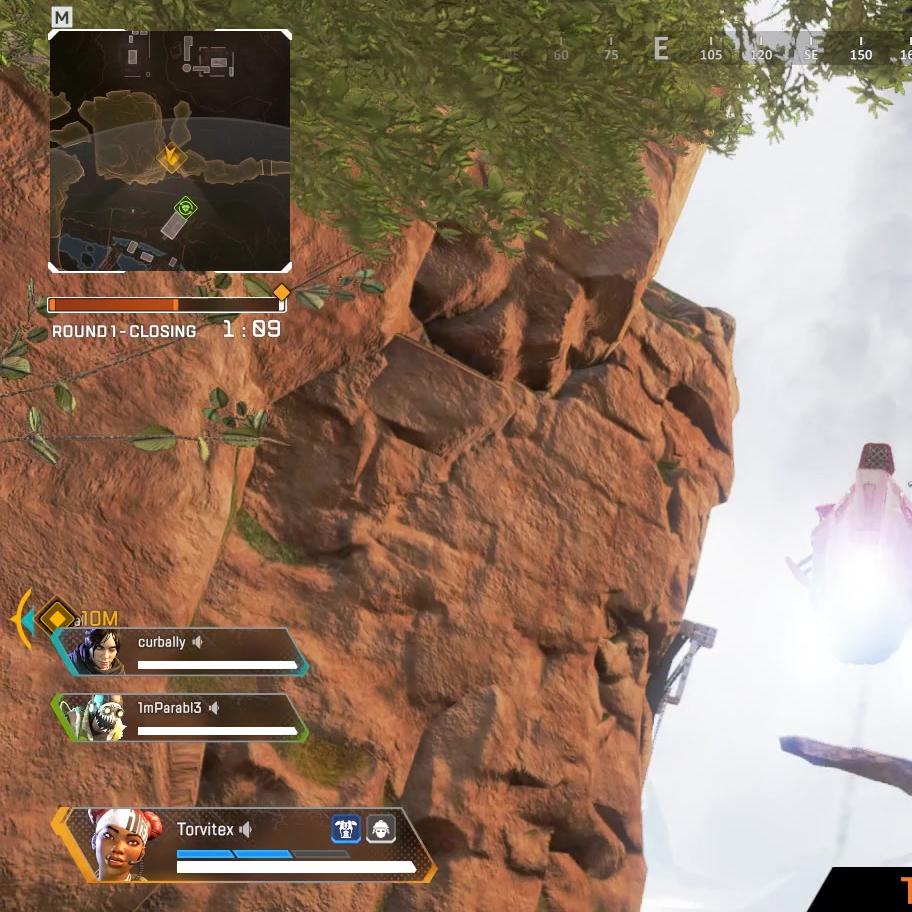 M
60 75 E 105 120 SE 150
ROUND 1 - CLOSING 1:09
10M
curbally
1mParabl3
Torvitex